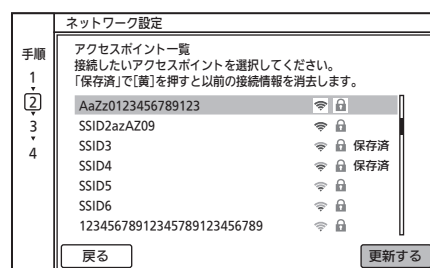 ネットワーク設定
手順
1
2
3
4
アクセスポイント一覧
接続したいアクセスポイントを選択してください。
「保存済」で[黄]を押すと以前の接続情報を消去します。
AaZz0123456789123
SSID2azAZ09
SSID3 保存済
SSID4 保存済
SSID5
SSID6
12345678912345789123456789
戻る 更新する